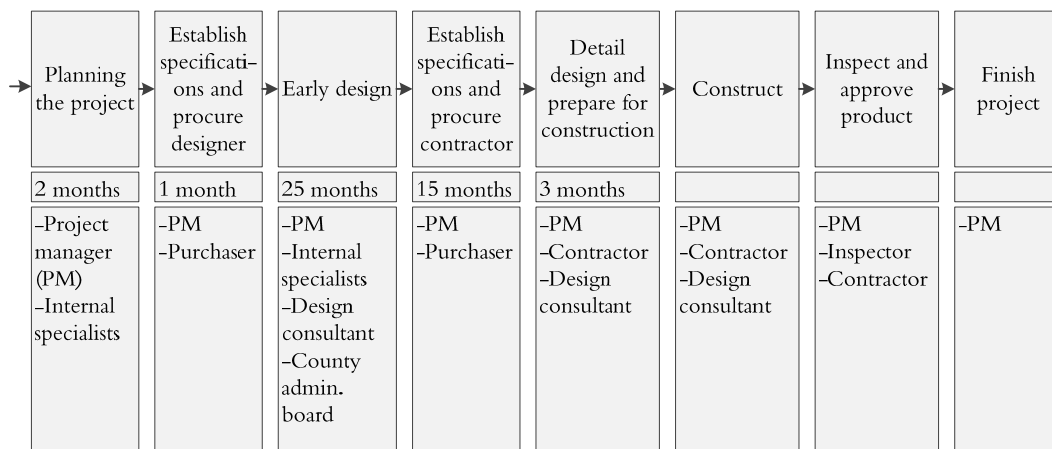 Planning
the project
Establish
specificati-
ons and
procure
designer
Early design
Establish
specificati-
ons and
procure
contractor
Detail
design and
prepare for
construction
Construct
Inspect and
approve
product
Finish
project
2 months
1 month
25 months
15 months
3 months
-Project
manager
(PM)
-Internal
specialists
-PM
-Purchaser
-PM
-Internal
specialists
-Design
consultant
-County
admin.
board
-PM
-Purchaser
-PM
-Contractor
-Design
consultant
-PM
-Contractor
-Design
consultant
-PM
-Inspector
-Contractor
-PM